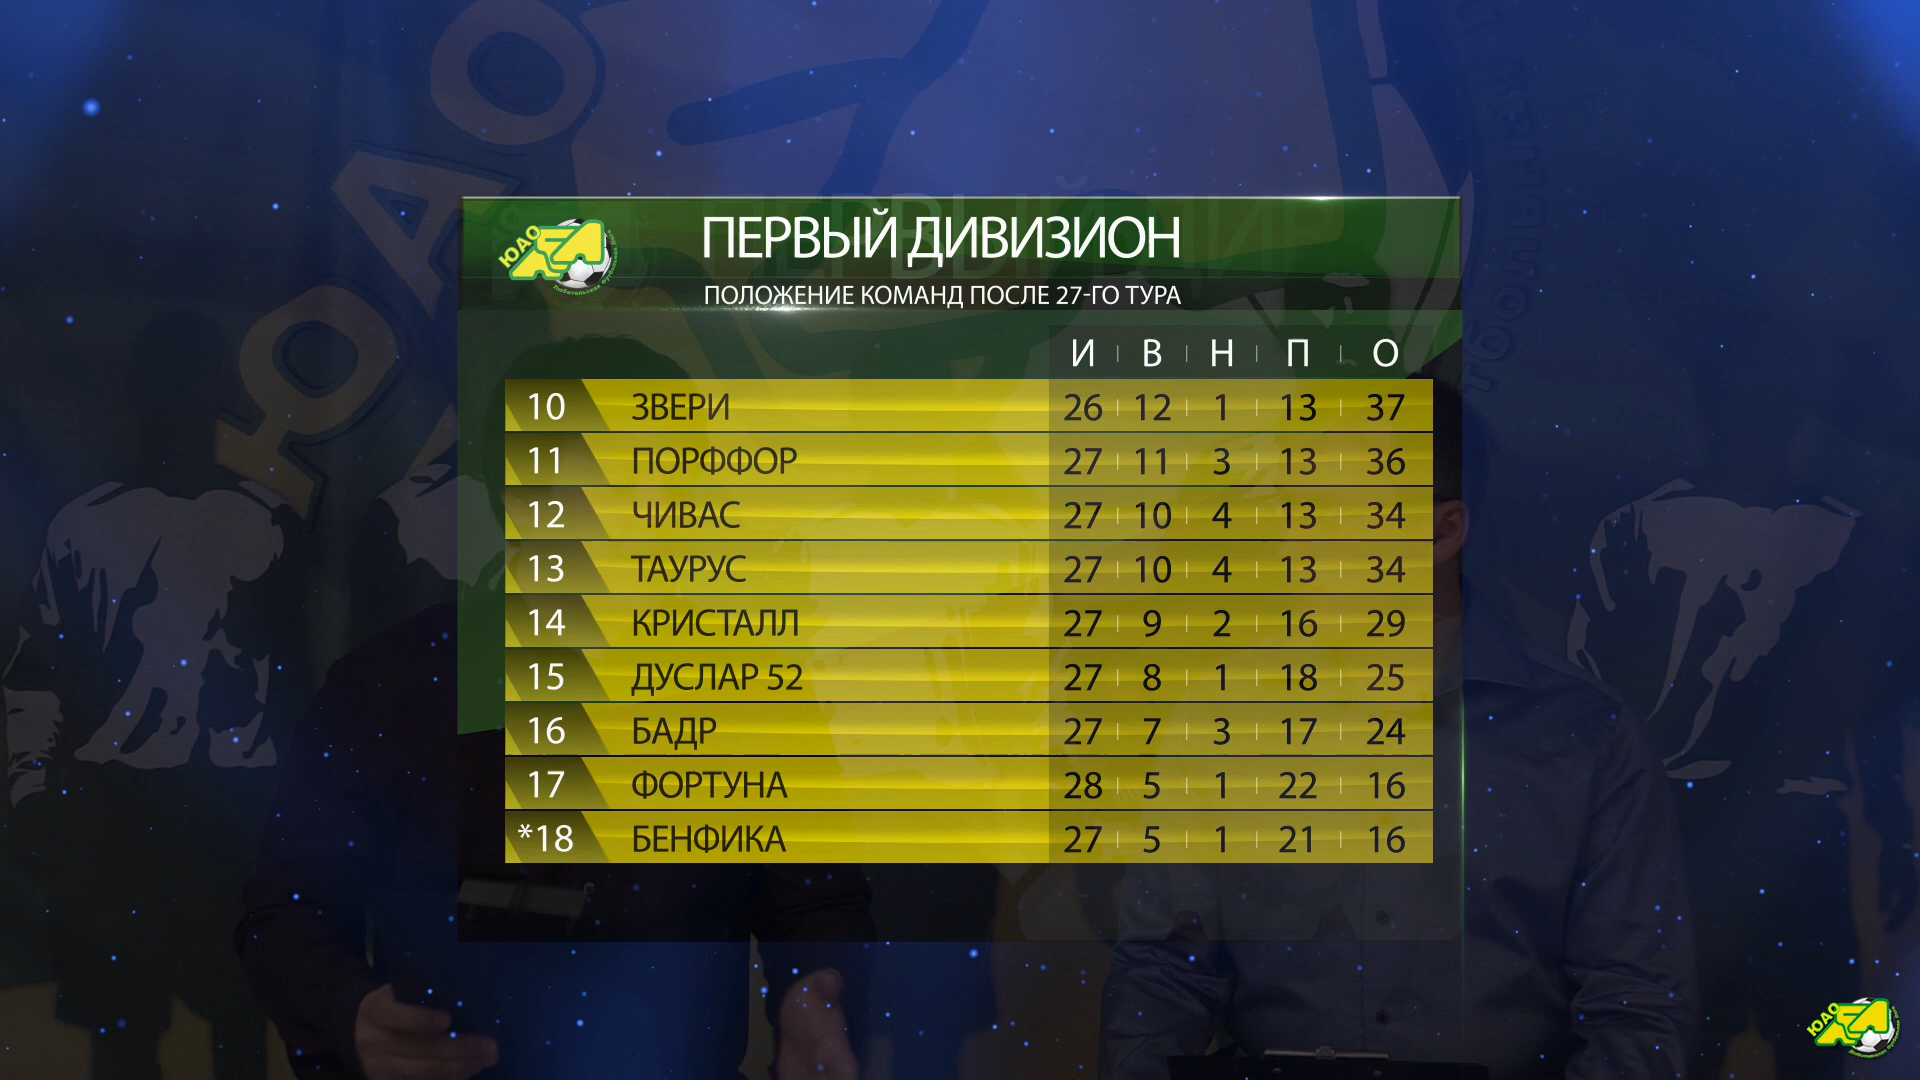 ПЕРВЫЙ ДИВИЗИОН
ПОЛОЖЕНИЕ КОМАНД ПОСЛЕ 27-ГО ТУРА
И В Н П О
10 ЗВЕРИ 26 12 1 13 37
11 ПОРФФОР 27 11 3 13 36
12 ЧИВАС 27 10 4 13 34
13 ТАУРУС 27 10 4 13 34
14 КРИСТАЛЛ 27 9 2 16 29
15 ДУСЛАР 52 27 8 1 18 25
16 БАДР 27 7 3 17 24
17 ФОРТУНА 28 5 1 22 16
*18 БЕНФИКА 27 5 1 21 16
ЮАО
ЮАО
ЮАО